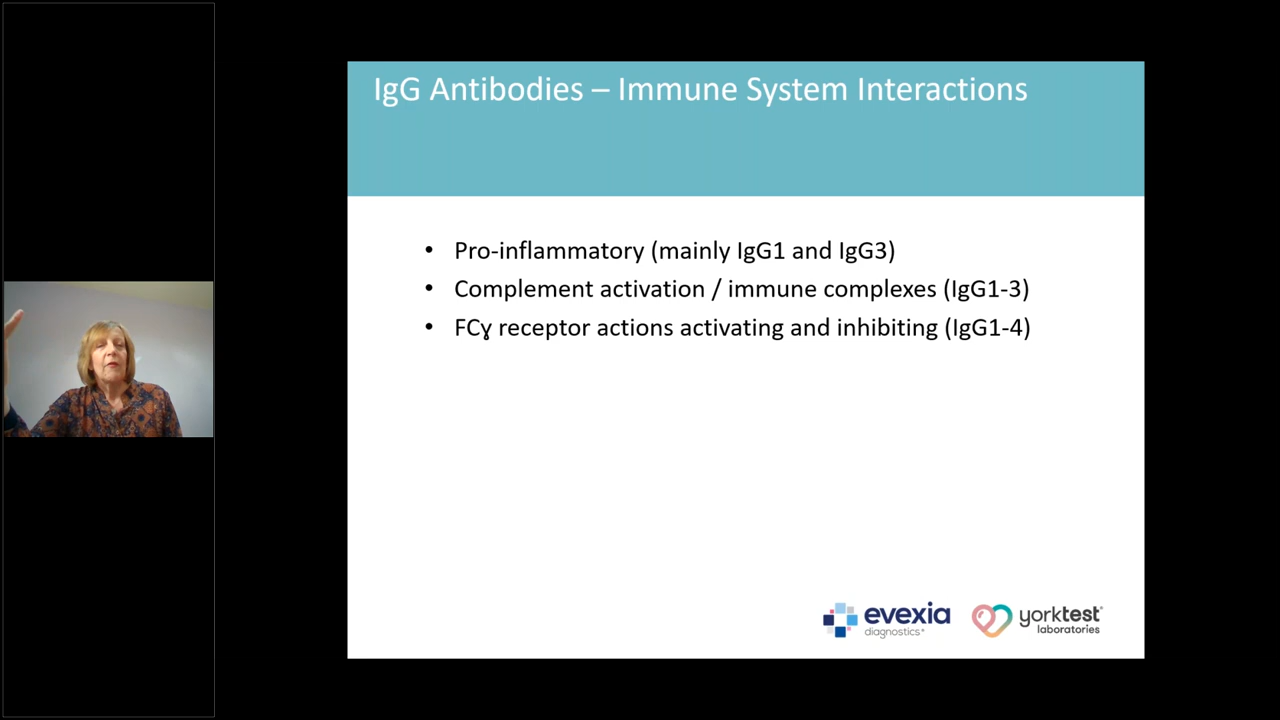 IgG Antibodies – Immune System Interactions
• Pro-inflammatory (mainly IgG1 and IgG3)
• Complement activation / immune complexes (IgG1-3)
• FCɣ receptor actions activating and inhibiting (IgG1-4)
evexia
diagnostics
yorktest
laboratories